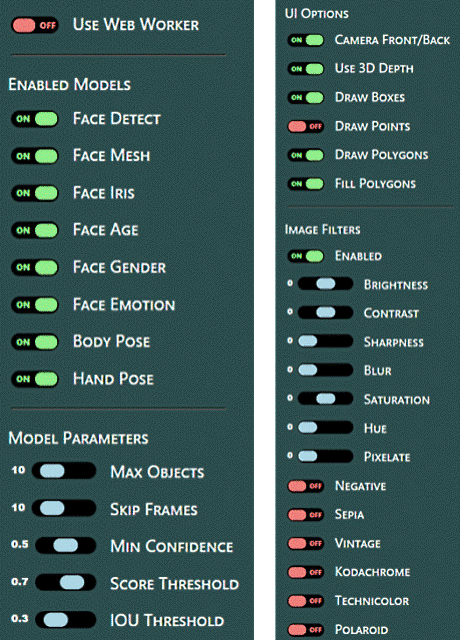 OFF Use Web Worker
Enabled Models
ON Face Detect
ON Face Mesh
ON Face Iris
ON Face Age
ON Face Gender
ON Face Emotion
ON Body Pose
ON Hand Pose
Model Parameters
10 Max Objects
10 Skip Frames
0.5 Min Confidence
0.7 Score Threshold
0.3 IOU Threshold
UI Options
ON Camera Front/Back
ON Use 3D Depth
ON Draw Boxes
OFF Draw Points
ON Draw Polygons
ON Fill Polygons
Image Filters
ON Enabled
0 Brightness
0 Contrast
0 Sharpness
0 Blur
0 Saturation
0 Hue
0 Pixelate
OFF Negative
OFF Sepia
OFF Vintage
OFF Kodachrome
OFF Technicolor
OFF Polaroid